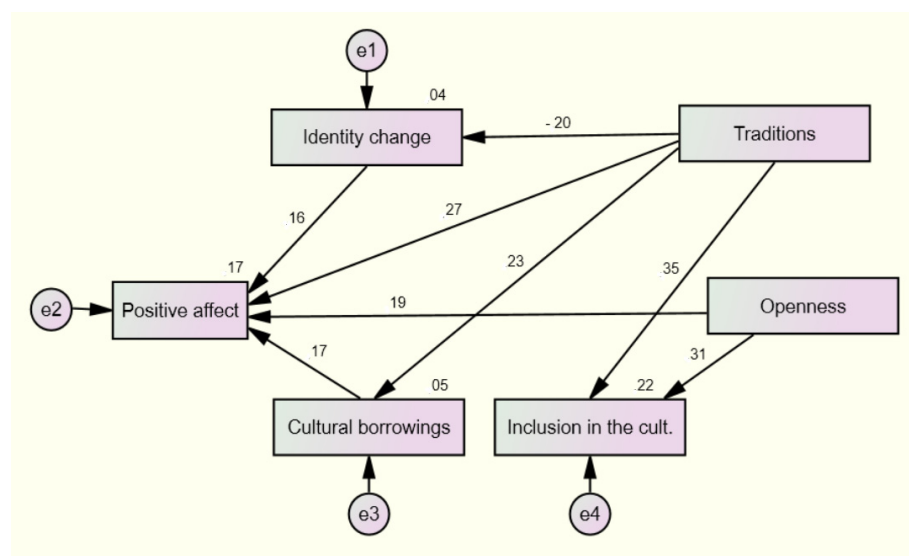 e1
04
Identity change
- 20
Traditions
.16
.27
.23
.35
.17
e2
Positive affect
19
Openness
.17
.31
05
.22
Cultural borrowings
Inclusion in the cult.
e3
e4